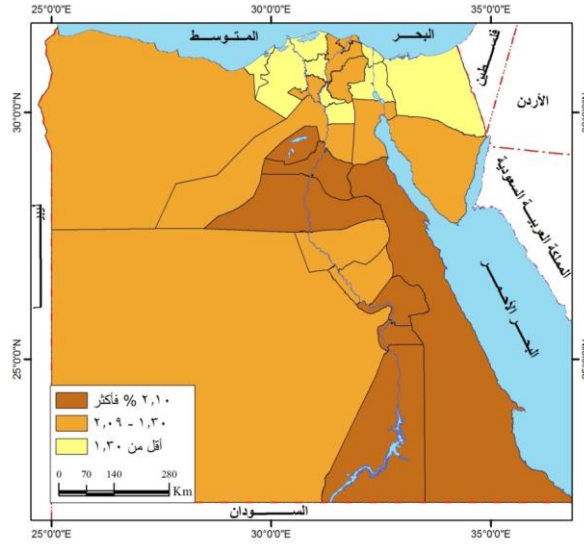 25°0'0"E 30°0'0"E 35°0'0"E
البحر المتوسط
فلسطين
الأردن
30°0'0"N
المملكة العربية السعودية
البحر الأحمر
25°0'0"N
٢,١٠ % فأكثر
١,٣٠ - ٢,٠٩
أقل من ١,٣٠
0 70 140 280
Km
السودان
25°0'0"E 30°0'0"E 35°0'0"E